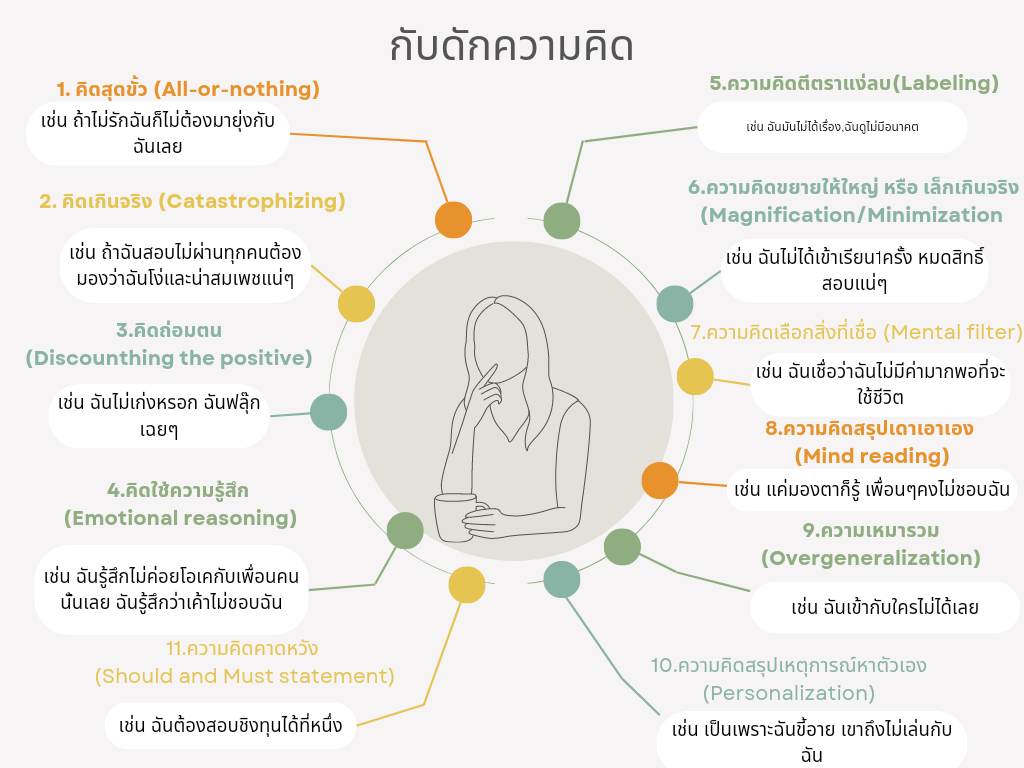 กับดักความคิด
1. คิดสุดขั้ว (All-or-nothing)
เช่น ถ้าไม่รักฉันก็ไม่ต้องมายุ่งกับ
ฉันเลย
2. คิดเกินจริง (Catastrophizing)
เช่น ถ้าฉันสอบไม่ผ่านทุกคนต้อง
มองว่าฉันโง่และน่าสมเพชแน่ๆ
3.คิดถ่อมตน
(Discounthing the positive)
เช่น ฉันไม่เก่งหรอก ฉันฟลุ๊ก
เฉยๆ
4.คิดใช้ความรู้สึก
(Emotional reasoning)
เช่น ฉันรู้สึกไม่ค่อยโอเคกับเพื่อนคน
นั้นเลย ฉันรู้สึกว่าเค้าไม่ชอบฉัน
5.ความคิดตีตราแง่ลบ(Labeling)
เช่น ฉันมันไม่ได้เรื่อง,ฉันดูไม่มีอนาคต
6.ความคิดขยายให้ใหญ่ หรือ เล็กเกินจริง
(Magnification/Minimization
เช่น ฉันไม่ได้เข้าเรียน1ครั้ง หมดสิทธิ์
สอบแน่ๆ
7.ความคิดเลือกสิ่งที่เชื่อ (Mental filter)
เช่น ฉันเชื่อว่าฉันไม่มีค่ามากพอที่จะ
ใช้ชีวิต
8.ความคิดสรุปเดาเอาเอง
(Mind reading)
เช่น แค่มองตาก็รู้ เพื่อนๆคงไม่ชอบฉัน
9.ความเหมารวม
(Overgeneralization)
เช่น ฉันเข้ากับใครไม่ได้เลย
10.ความคิดสรุปเหตุการณ์หาตัวเอง
(Personalization)
เช่น เป็นเพราะฉันขี้อาย เขาถึงไม่เล่นกับ
ฉัน
11.ความคิดคาดหวัง
(Should and Must statement)
เช่น ฉันต้องสอบชิงทุนได้ที่หนึ่ง